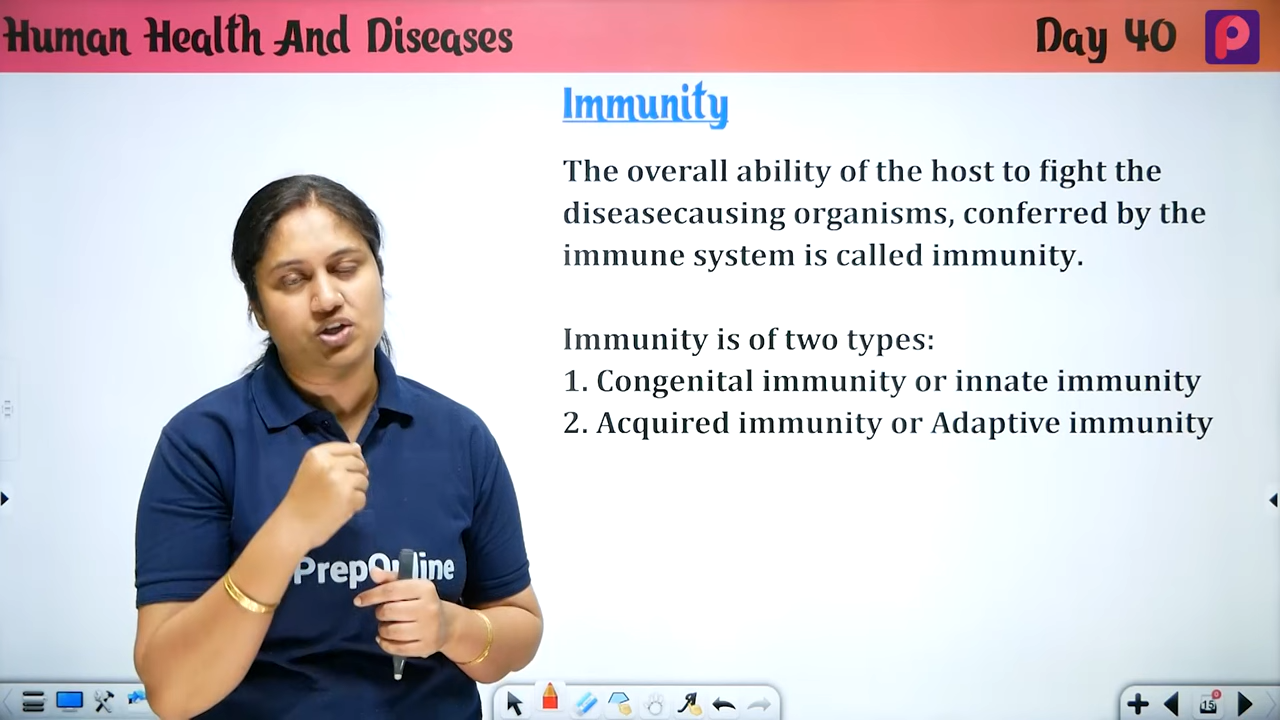 Human Health And Diseases
Day 40
Immunity
The overall ability of the host to fight the
diseasecausing organisms, conferred by the
immune system is called immunity.
Immunity is of two types:
1. Congenital immunity or innate immunity
2. Acquired immunity or Adaptive immunity
PrepOnline
15